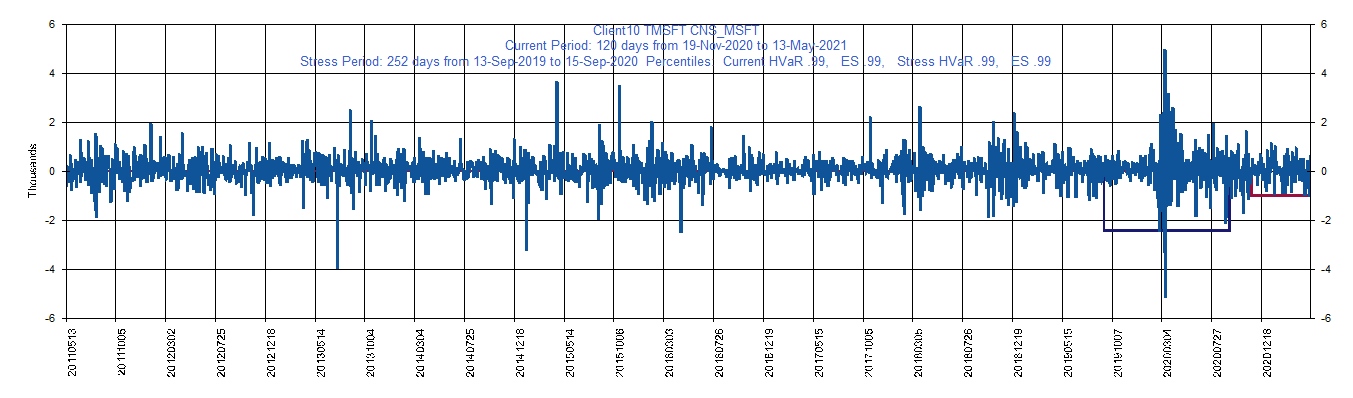 Client10 TMSFT CNS_MSFT
Current Period: 120 days from 19-Nov-2020 to 13-May-2021
Stress Period: 252 days from 13-Sep-2019 to 15-Sep-2020 Percentiles: Current HVaR .99, ES .99, Stress HVaR .99, ES .99
6 6
4 4
2 2
0 0
-2 -2
-4 -4
-6 -6
Thousands
20110513 20111005 20120302 20120725 20121218 20130514 20131004 20140304 20140725 20141218 20150514 20151006 20160303 20160726 20161219 20170515 20171005 20180305 20180726 20181219 20190515 20191007 20200304 20200727 20201218